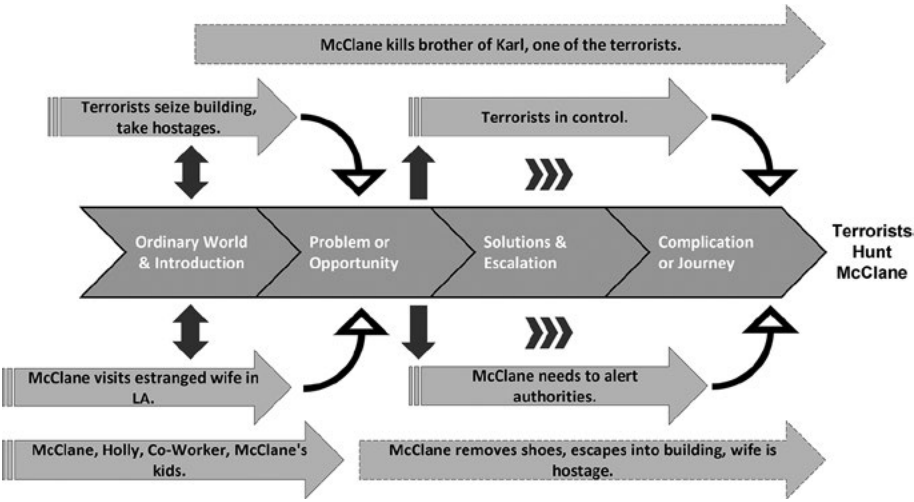 McClane kills brother of Karl, one of the terrorists.
Terrorists seize building,
take hostages.
Terrorists in control.
Ordinary World
& Introduction
Problem or
Opportunity
Solutions &
Escalation
Complication
or Journey
Terrorists
Hunt
McClane
McClane visits estranged wife in
LA.
McClane needs to alert
authorities.
McClane, Holly, Co-Worker, McClane's
kids.
McClane removes shoes, escapes into building, wife is
hostage.